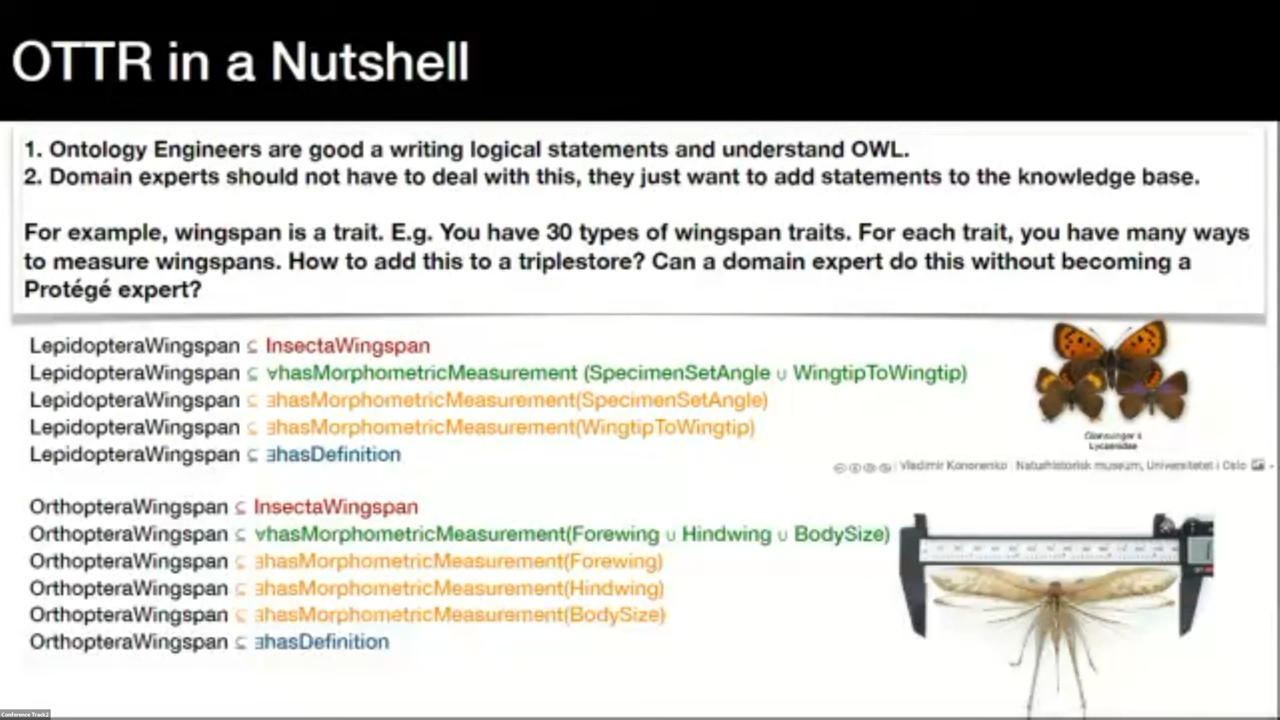 OTTR in a Nutshell
1. Ontology Engineers are good a writing logical statements and understand OWL.
2. Domain experts should not have to deal with this, they just want to add statements to the knowledge base.
For example, wingspan is a trait. E.g. You have 30 types of wingspan traits. For each trait, you have many ways
to measure wingspans. How to add this to a triplestore? Can a domain expert do this without becoming a
Protégé expert?
LepidopteraWingspan ⊆ InsectaWingspan
LepidopteraWingspan ⊆ ∀hasMorphometricMeasurement (SpecimenSetAngle ∪ WingtipToWingtip)
LepidopteraWingspan ⊆ ∃hasMorphometricMeasurement(SpecimenSetAngle)
LepidopteraWingspan ⊆ ∃hasMorphometricMeasurement(WingtipToWingtip)
LepidopteraWingspan ⊆ ∃hasDefinition
Lycaenidae
Vladimir Kononenko | Naturhistorisk museum, Universitetet i Oslo
OrthopteraWingspan ⊆ InsectaWingspan
OrthopteraWingspan ⊆ ∀hasMorphometricMeasurement(Forewing ∪ Hindwing ∪ BodySize)
OrthopteraWingspan ⊆ ∃hasMorphometricMeasurement(Forewing)
OrthopteraWingspan ⊆ ∃hasMorphometricMeasurement(Hindwing)
OrthopteraWingspan ⊆ ∃hasMorphometricMeasurement(BodySize)
OrthopteraWingspan ⊆ ∃hasDefinition
Conference Track2